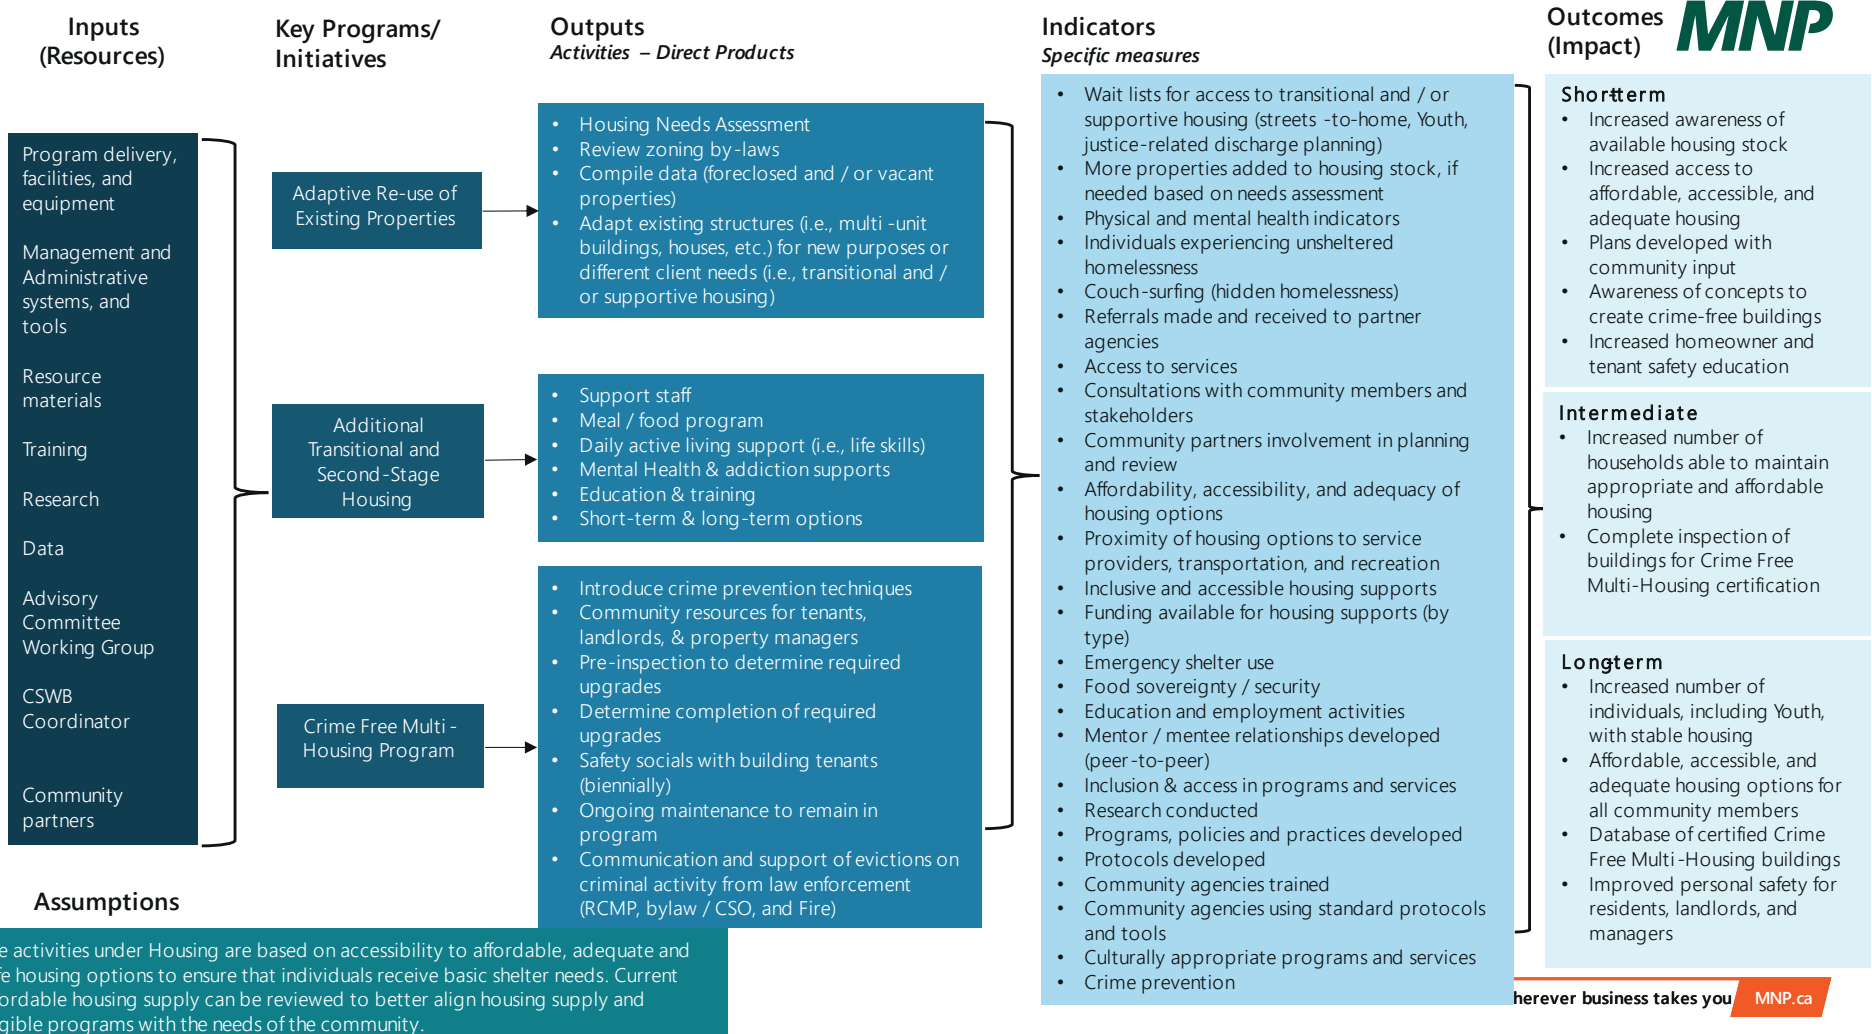 Inputs
(Resources)
Program delivery,
facilities, and
equipment
Management and
Administrative
systems, and
tools
Resource
materials
Training
Research
Data
Advisory
Committee
Working Group
CSWB
Coordinator
Community
partners
Key Programs/
Initiatives
Adaptive Re-use of
Existing Properties
Additional
Transitional and
Second-Stage
Housing
Crime Free Multi-
Housing Program
Outputs
Activities – Direct Products
• Housing Needs Assessment
• Review zoning by-laws
• Compile data (foreclosed and / or vacant
properties)
• Adapt existing structures (i.e., multi-unit
buildings, houses, etc.) for new purposes or
different client needs (i.e., transitional and /
or supportive housing)
• Support staff
• Meal / food program
• Daily active living support (i.e., life skills)
• Mental Health & addiction supports
• Education & training
• Short-term & long-term options
• Introduce crime prevention techniques
• Community resources for tenants,
landlords, & property managers
• Pre-inspection to determine required
upgrades
• Determine completion of required
upgrades
• Safety socials with building tenants
(biennially)
• Ongoing maintenance to remain in
program
• Communication and support of evictions on
criminal activity from law enforcement
(RCMP, bylaw / CSO, and Fire)
Indicators
Specific measures
• Wait lists for access to transitional and / or
supportive housing (streets-to-home, Youth,
justice-related discharge planning)
• More properties added to housing stock, if
needed based on needs assessment
• Physical and mental health indicators
• Individuals experiencing unsheltered
homelessness
• Couch-surfing (hidden homelessness)
• Referrals made and received to partner
agencies
• Access to services
• Consultations with community members and
stakeholders
• Community partners involvement in planning
and review
• Affordability, accessibility, and adequacy of
housing options
• Proximity of housing options to service
providers, transportation, and recreation
• Inclusive and accessible housing supports
• Funding available for housing supports (by
type)
• Emergency shelter use
• Food sovereignty / security
• Education and employment activities
• Mentor / mentee relationships developed
(peer-to-peer)
• Inclusion & access in programs and services
• Research conducted
• Programs, policies and practices developed
• Protocols developed
• Community agencies trained
• Community agencies using standard protocols
and tools
• Culturally appropriate programs and services
• Crime prevention
Outcomes
(Impact)
MNP
Short-term
• Increased awareness of
available housing stock
• Increased access to
affordable, accessible, and
adequate housing
• Plans developed with
community input
• Awareness of concepts to
create crime-free buildings
• Increased homeowner and
tenant safety education
Intermediate
• Increased number of
households able to maintain
appropriate and affordable
housing
• Complete inspection of
buildings for Crime Free
Multi-Housing certification
Long-term
• Increased number of
individuals, including Youth,
with stable housing
• Affordable, accessible, and
adequate housing options for
all community members
• Database of certified Crime
Free Multi-Housing buildings
• Improved personal safety for
residents, landlords, and
managers
Assumptions
e activities under Housing are based on accessibility to affordable, adequate and
fe housing options to ensure that individuals receive basic shelter needs. Current
ordable housing supply can be reviewed to better align housing supply and
gible programs with the needs of the community.
herever business takes you
MNP.ca